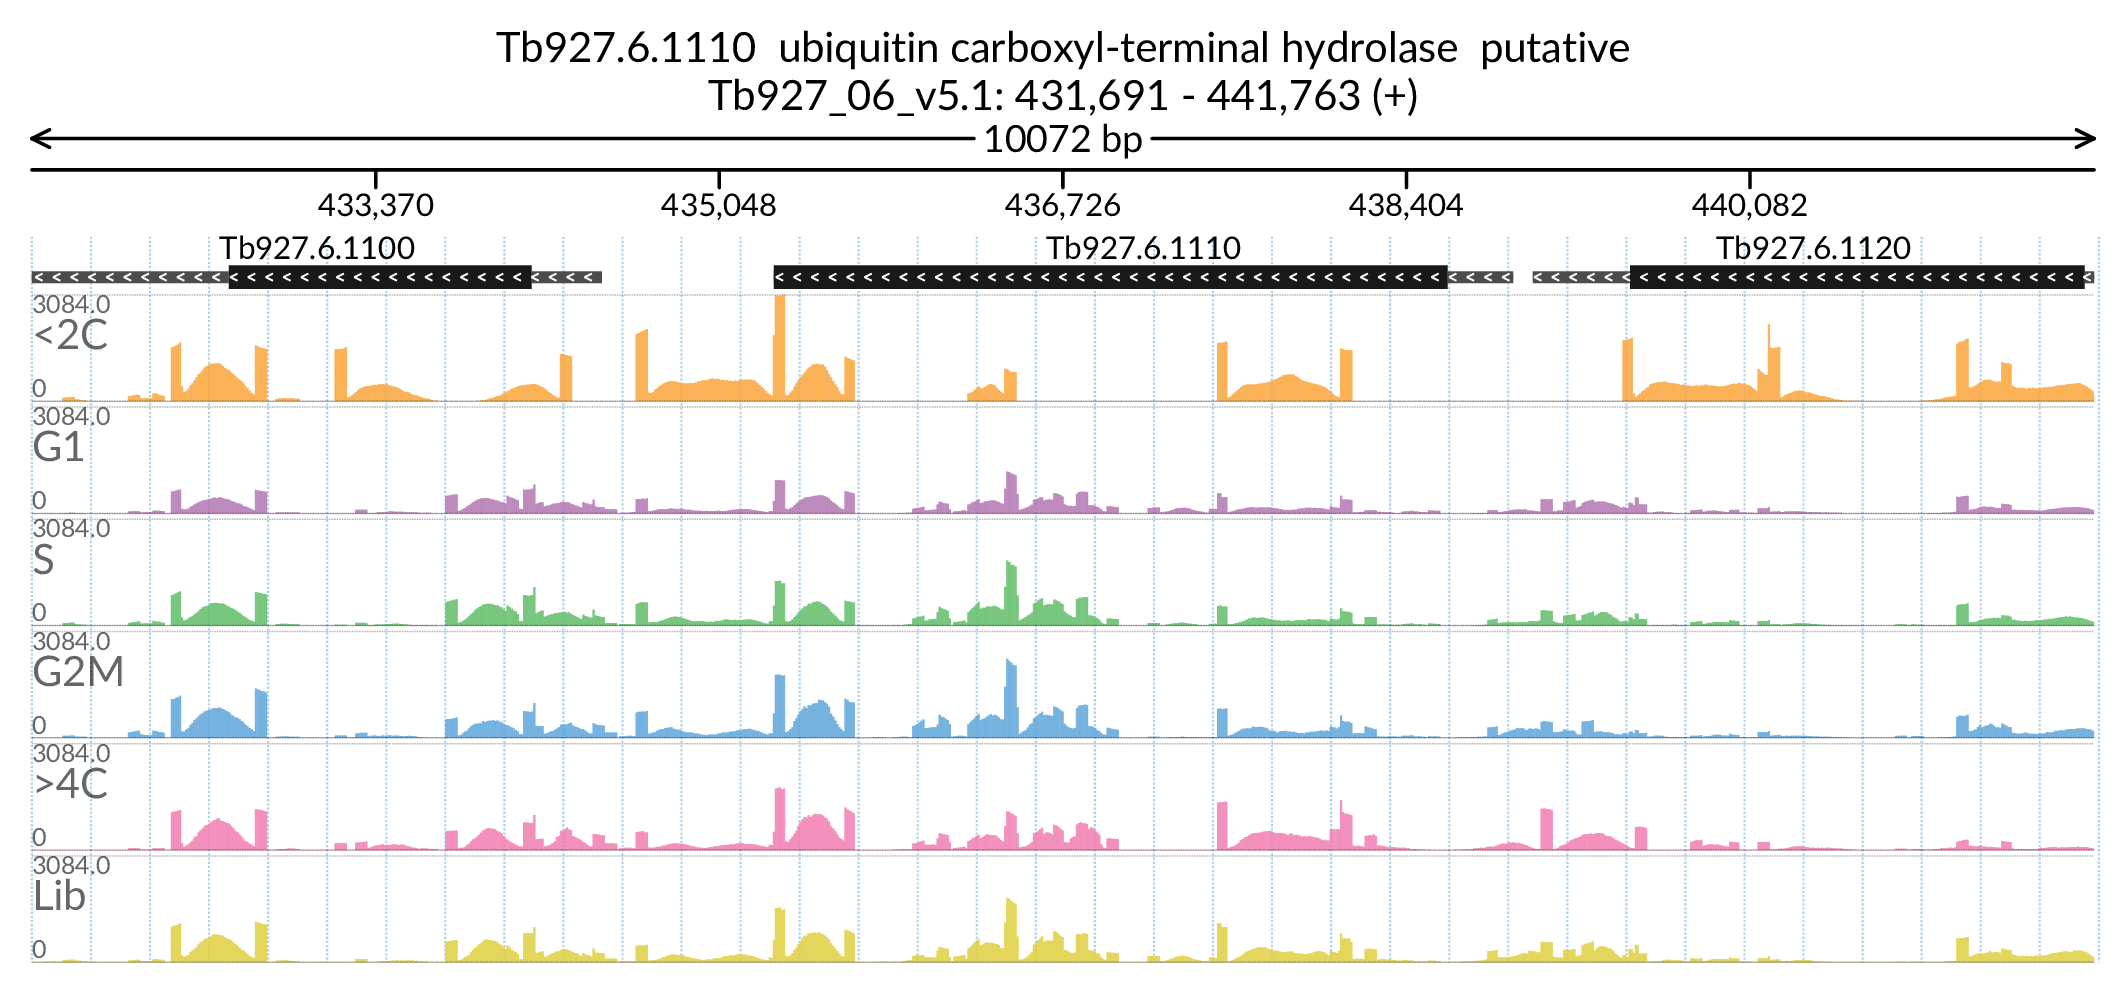 Tb927.6.1110  ubiquitin carboxyl-terminal hydrolase  putative
Tb927_06_v5.1: 431,691 - 441,763 (+)
10072 bp
433,370 435,048 436,726 438,404 440,082
Tb927.6.1100 Tb927.6.1110 Tb927.6.1120
3084.0
<2C
0
3084.0
G1
0
3084.0
S
0
3084.0
G2M
0
3084.0
>4C
0
3084.0
Lib
0